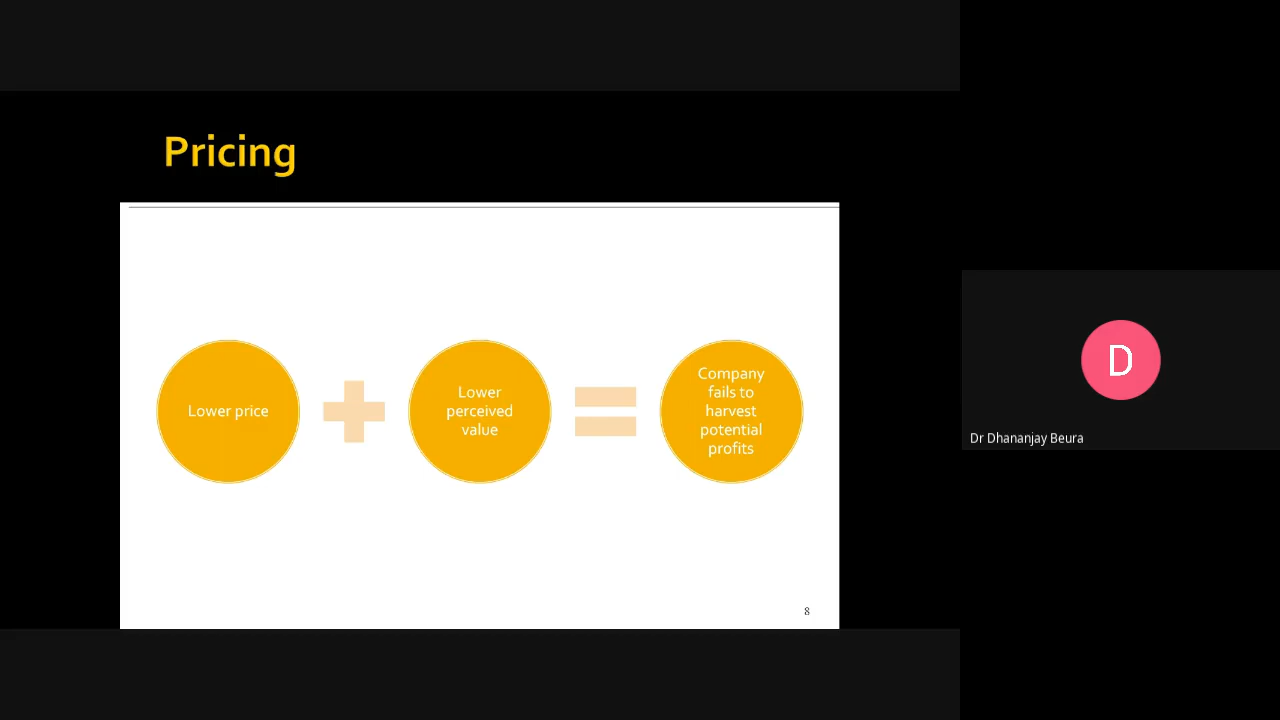 Pricing
Lower price
Lower
perceived
value
Company
fails to
harvest
potential
profits
8
D
Dr Dhananjay Beura